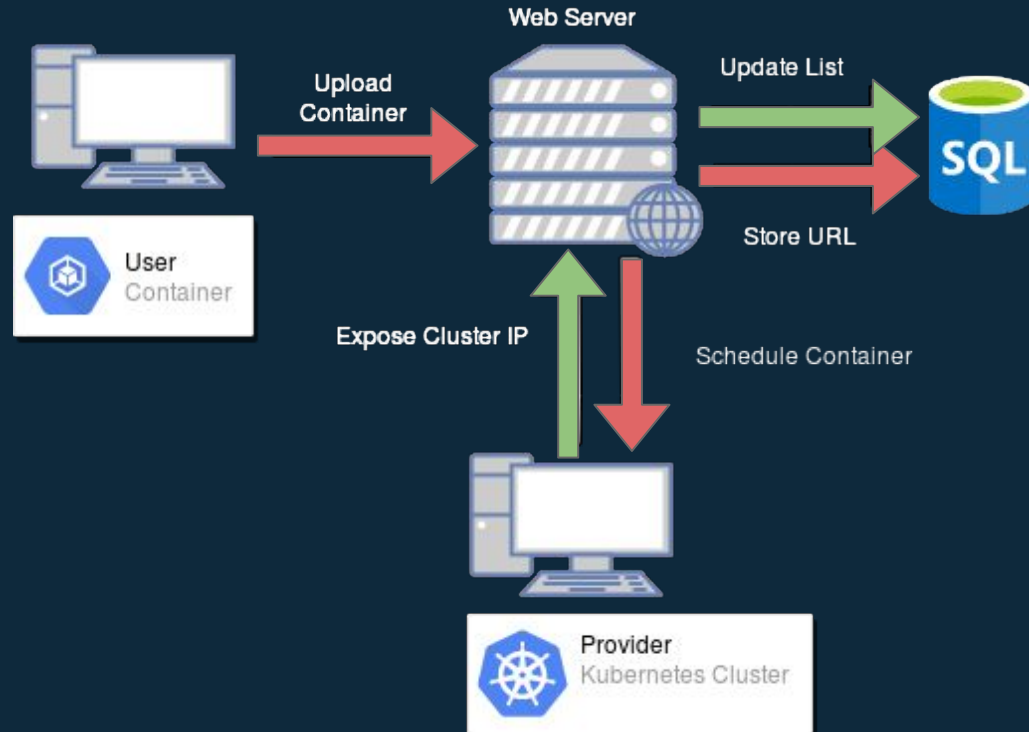 Web Server
Upload
Container
Update List
SQL
Store URL
User
Container
Expose Cluster IP
Schedule Container
Provider
Kubernetes Cluster